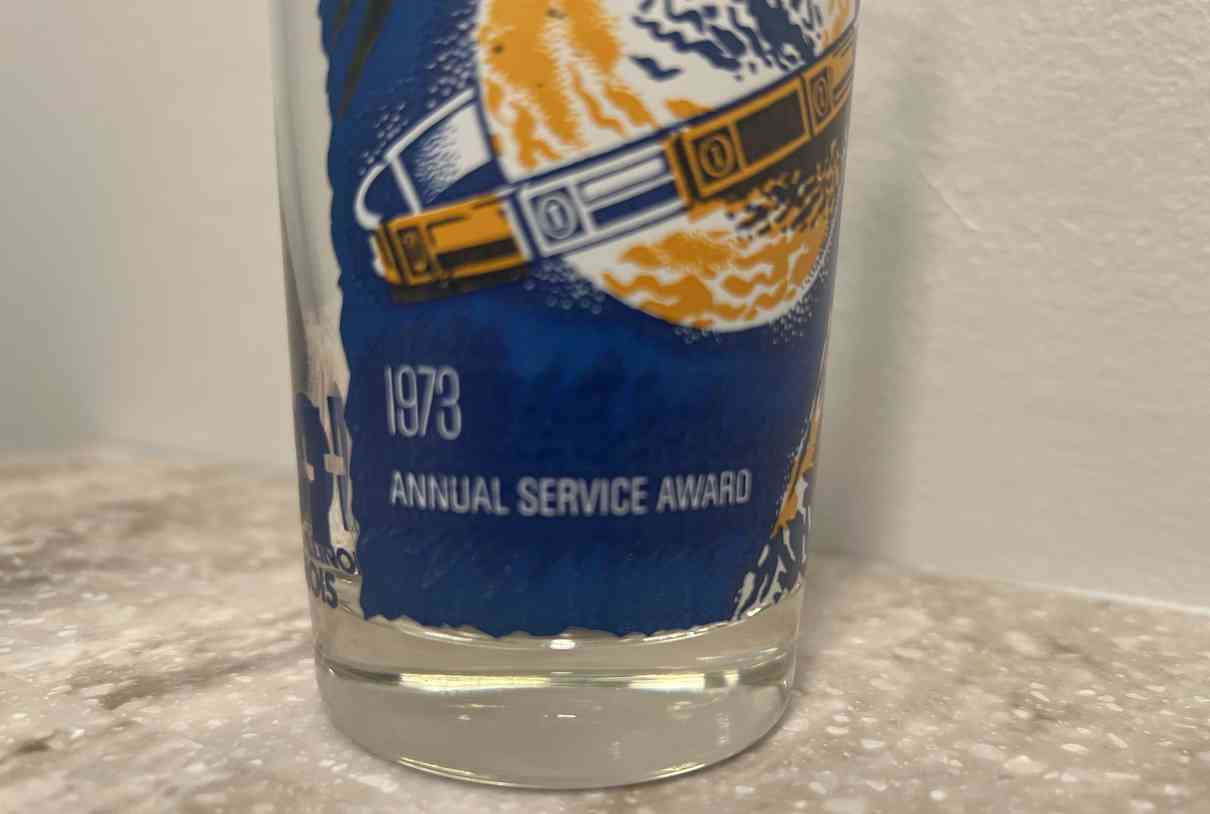 1973
ANNUAL SERVICE AWARD